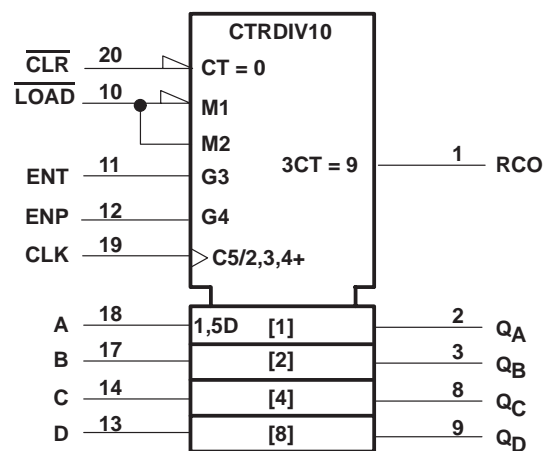 CTRDIV10
CLR 20 CT = 0
LOAD 10 M1
M2
ENT 11 G3 3CT = 9 1 RCO
ENP 12 G4
CLK 19 C5/2,3,4+
A 18 1,5D [1] 2 QA
B 17 [2] 3 QB
C 14 [4] 8 QC
D 13 [8] 9 QD